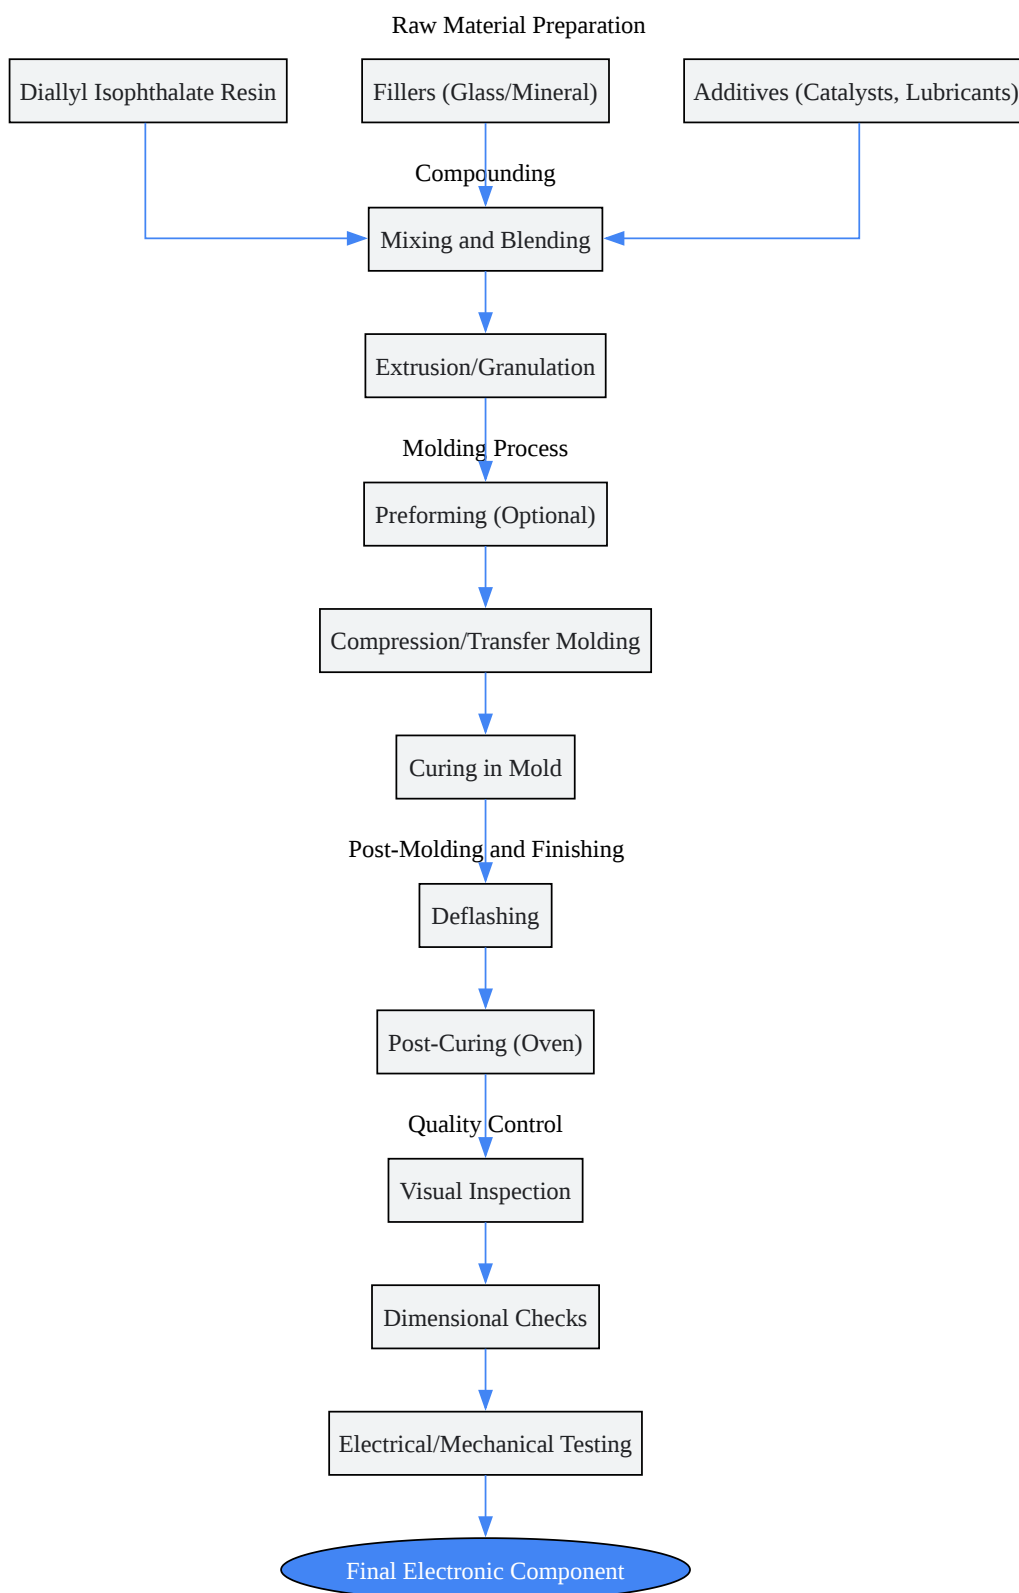 Raw Material Preparation
Diallyl Isophthalate Resin
Fillers (Glass/Mineral)
Additives (Catalysts, Lubricants)
Compounding
Mixing and Blending
Extrusion/Granulation
Molding Process
Preforming (Optional)
Compression/Transfer Molding
Curing in Mold
Post-Molding and Finishing
Deflashing
Post-Curing (Oven)
Quality Control
Visual Inspection
Dimensional Checks
Electrical/Mechanical Testing
Final Electronic Component